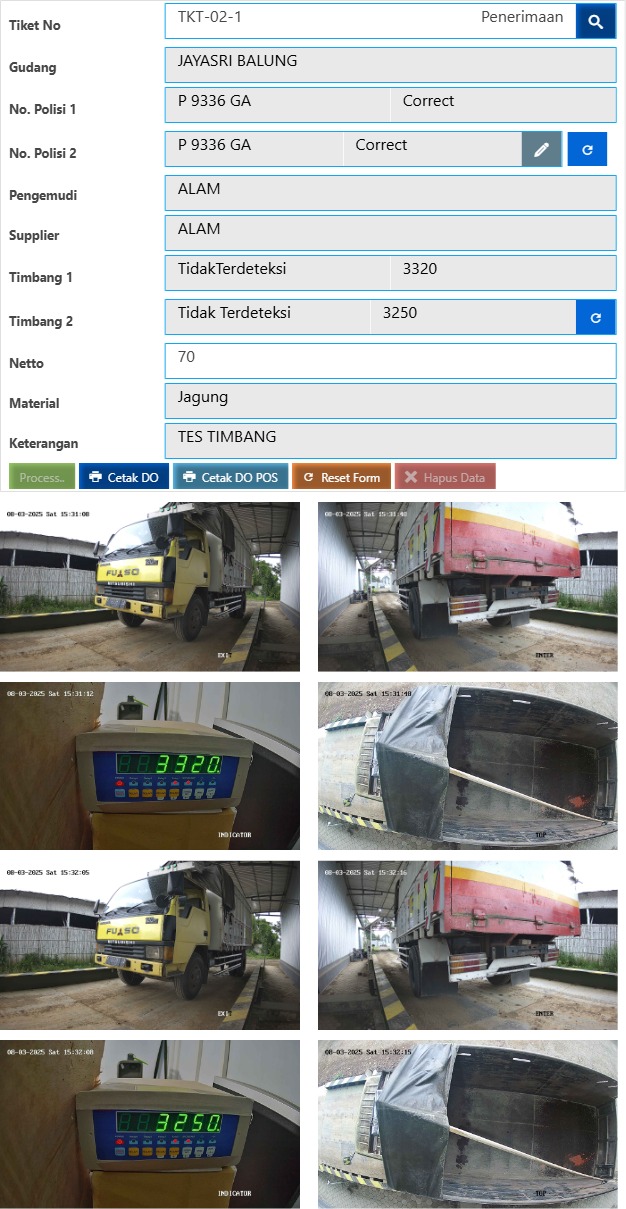 Tiket No TKT-02-1 Penerimaan
Gudang JAYASRI BALUNG
No. Polisi 1 P 9336 GA Correct
No. Polisi 2 P 9336 GA Correct
Pengemudi ALAM
Supplier ALAM
Timbang 1 TidakTerdeteksi 3320
Timbang 2 Tidak Terdeteksi 3250
Netto 70
Material Jagung
Keterangan TES TIMBANG
Process.. Cetak DO Cetak DO POS Reset Form Hapus Data
08-03-2025 Sat 15:31:08
FUSO
EXIT
08-03-2025 Sat 15:31:42
ENTER
08-03-2025 Sat 15:31:12
3320.
INDICATOR
08-03-2025 Sat 15:31:40
TOP
08-03-2025 Sat 15:32:05
FUSO
MITSUBISHI
EXIT
08-03-2025 Sat 15:32:16
ENTER
08-03-2025 Sat 15:32:08
3250.
INDICATOR
08-03-2025 Sat 15:32:15
TOP